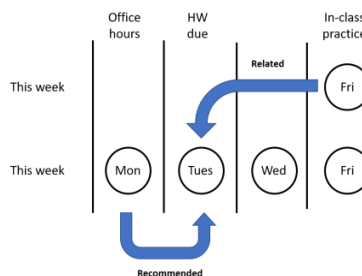 Office
hours
HW
due
In-class
practice
Related
This week
Fri
This week
Mon
Tues
Wed
Fri
Recommended